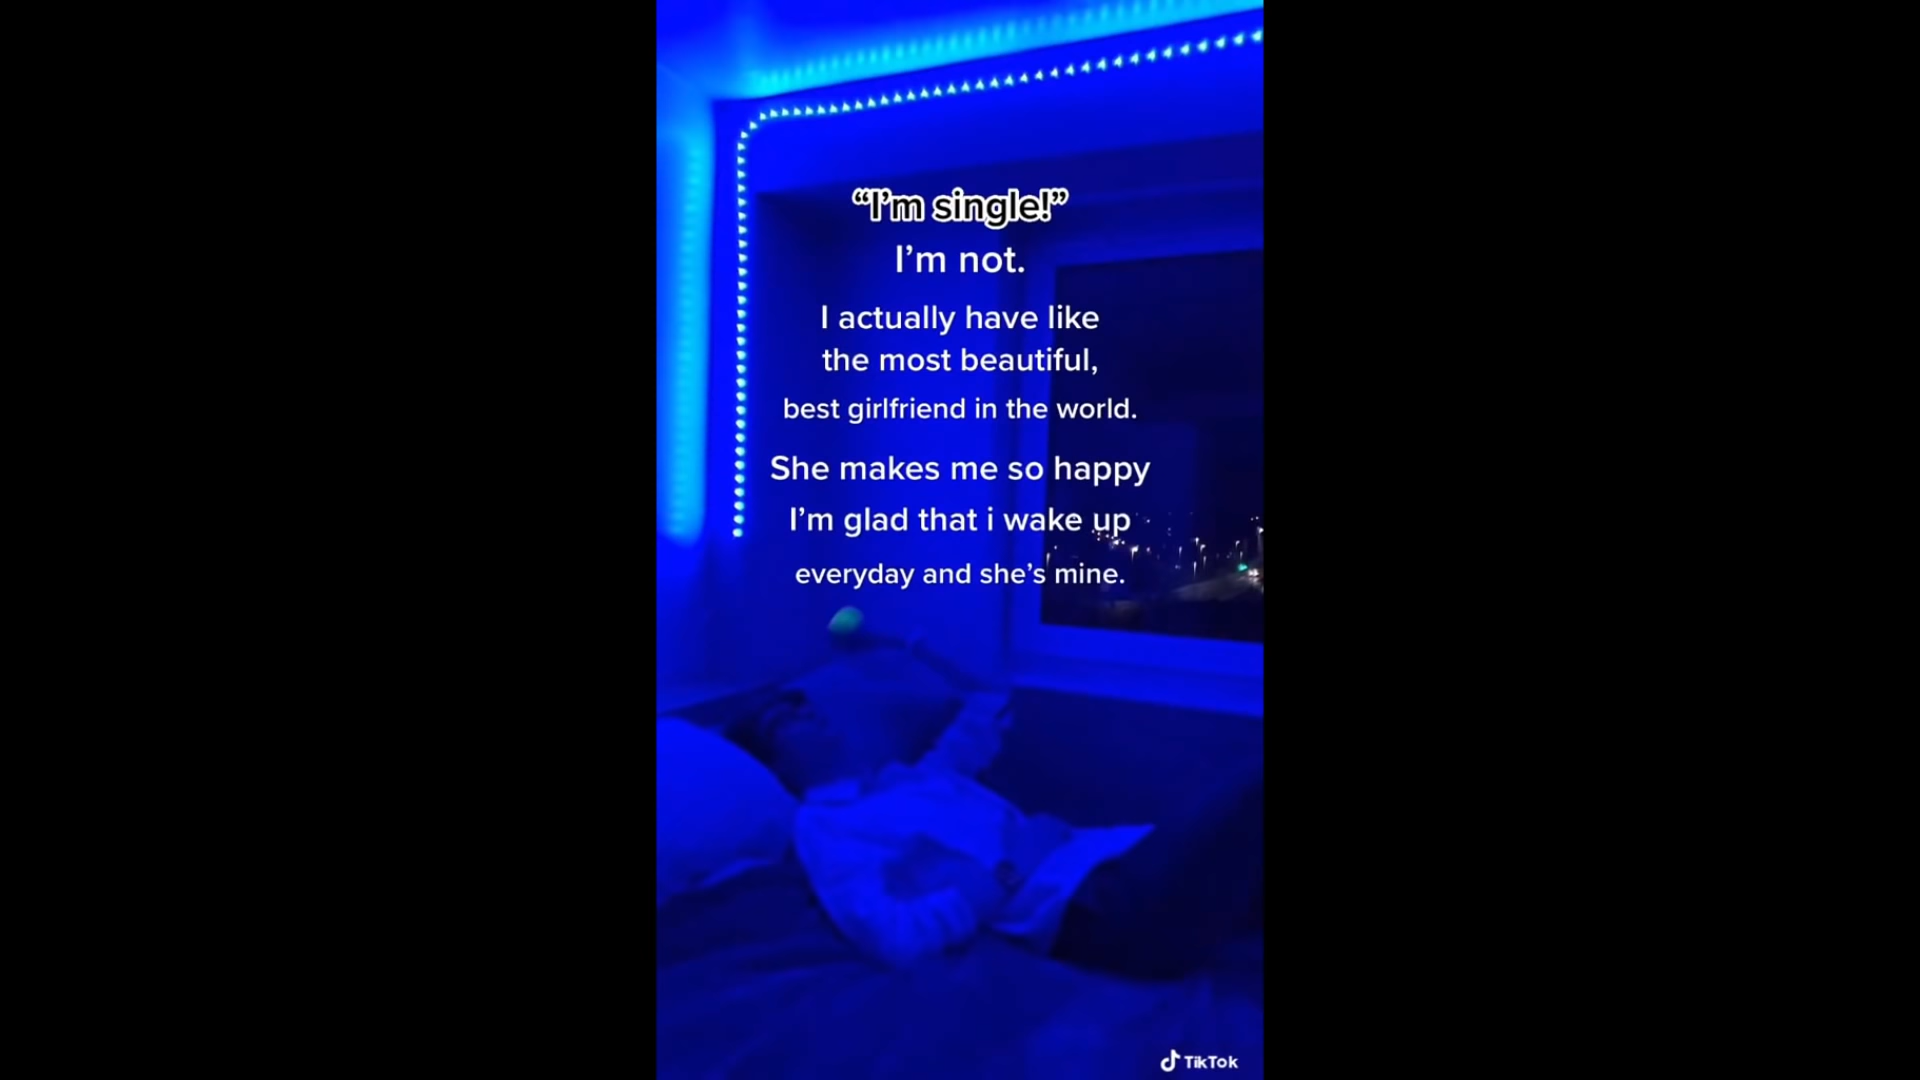 “I’m single!”
I’m not.
I actually have like
the most beautiful,
best girlfriend in the world.
She makes me so happy
I’m glad that i wake up
everyday and she’s mine.
TikTok